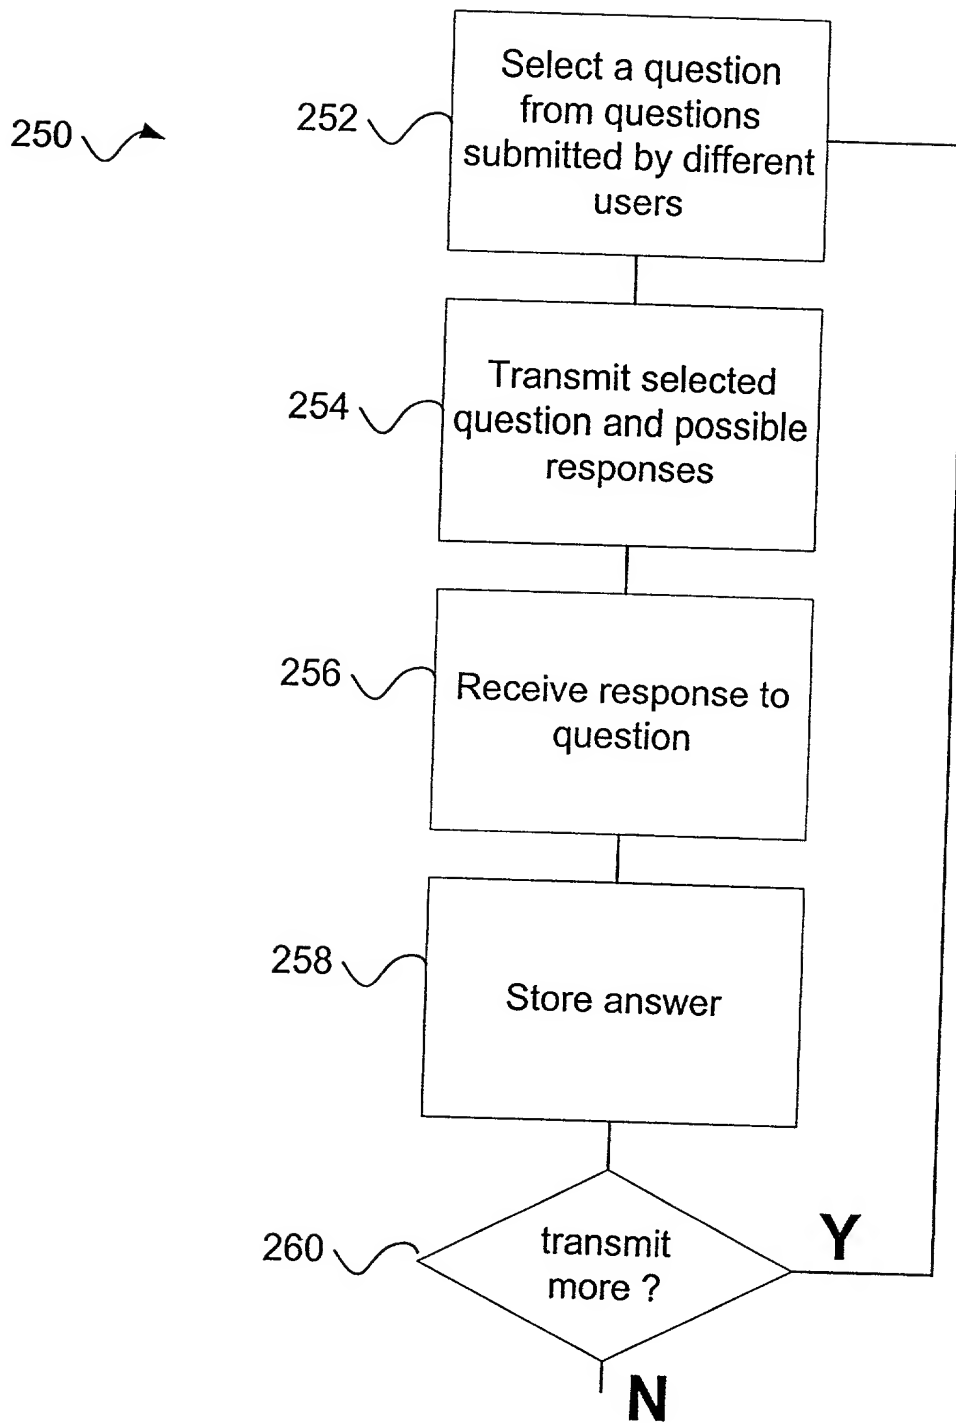 250
252
Select a question
from questions
submitted by different
users
254
Transmit selected
question and possible
responses
256
Receive response to
question
258
Store answer
260
transmit
more ?
Y
N